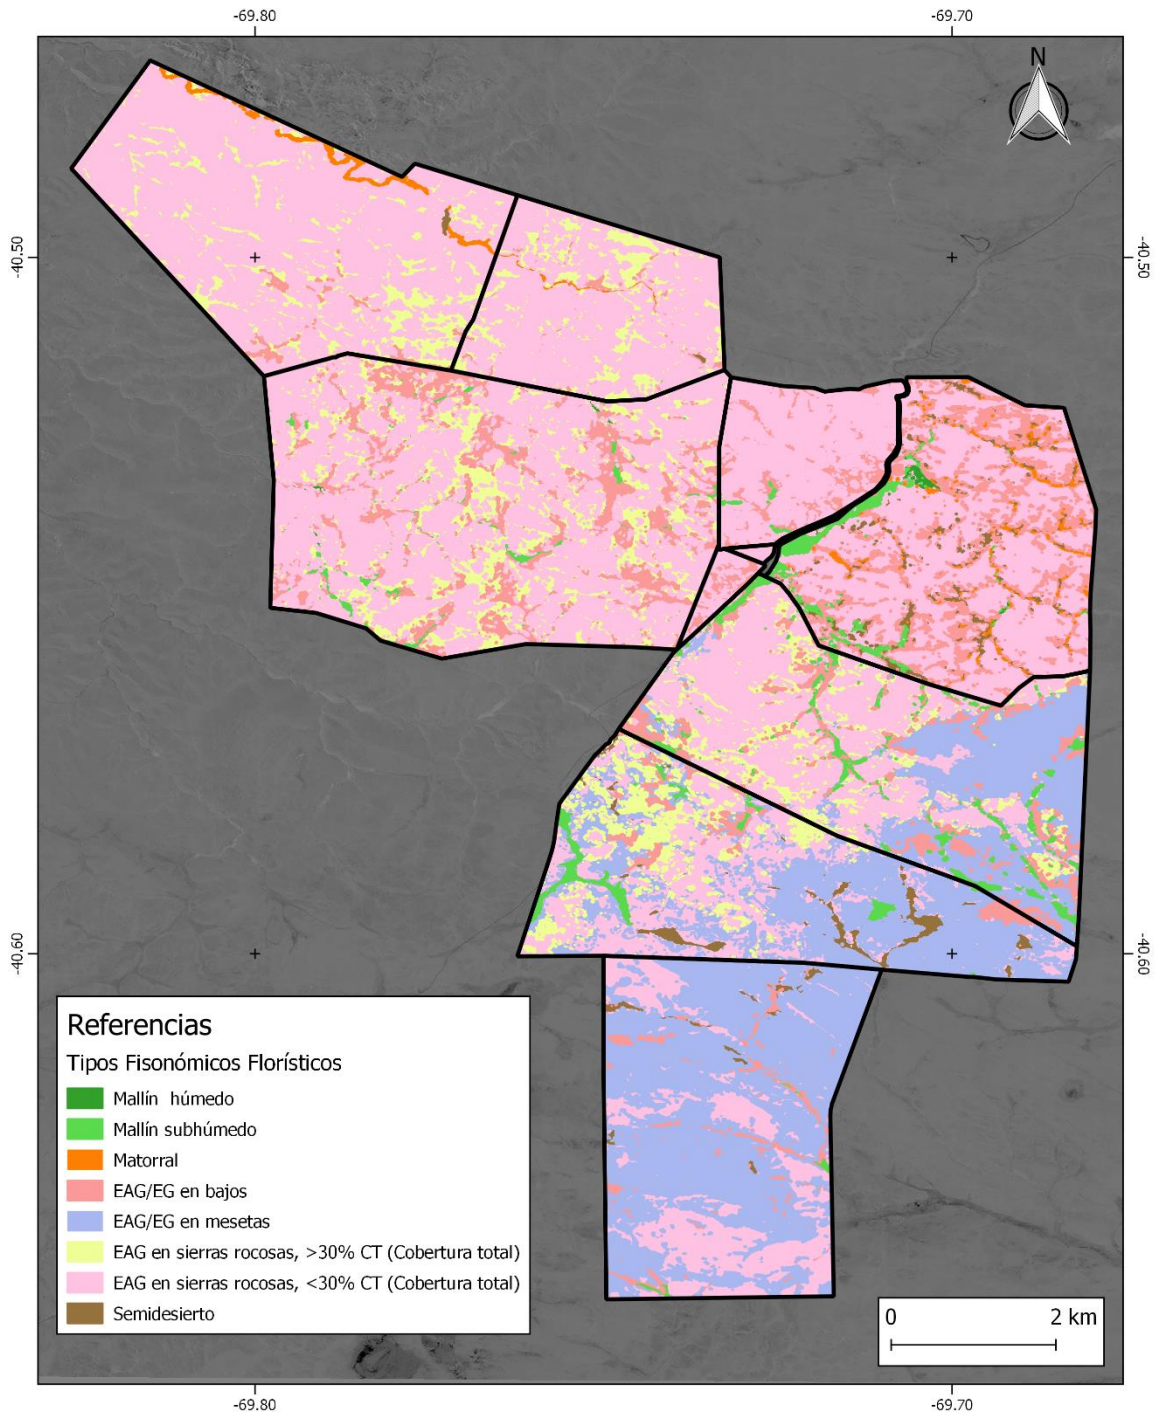 -69.80
-69.70
N
-40.50
-40.50
-40.60
-40.60
Referencias
Tipos Fisonómicos Florísticos
Mallín húmedo
Mallín subhúmedo
Matorral
EAG/EG en bajos
EAG/EG en mesetas
EAG en sierras rocosas, >30% CT (Cobertura total)
EAG en sierras rocosas, <30% CT (Cobertura total)
Semidesierto
0 2 km
-69.80
-69.70